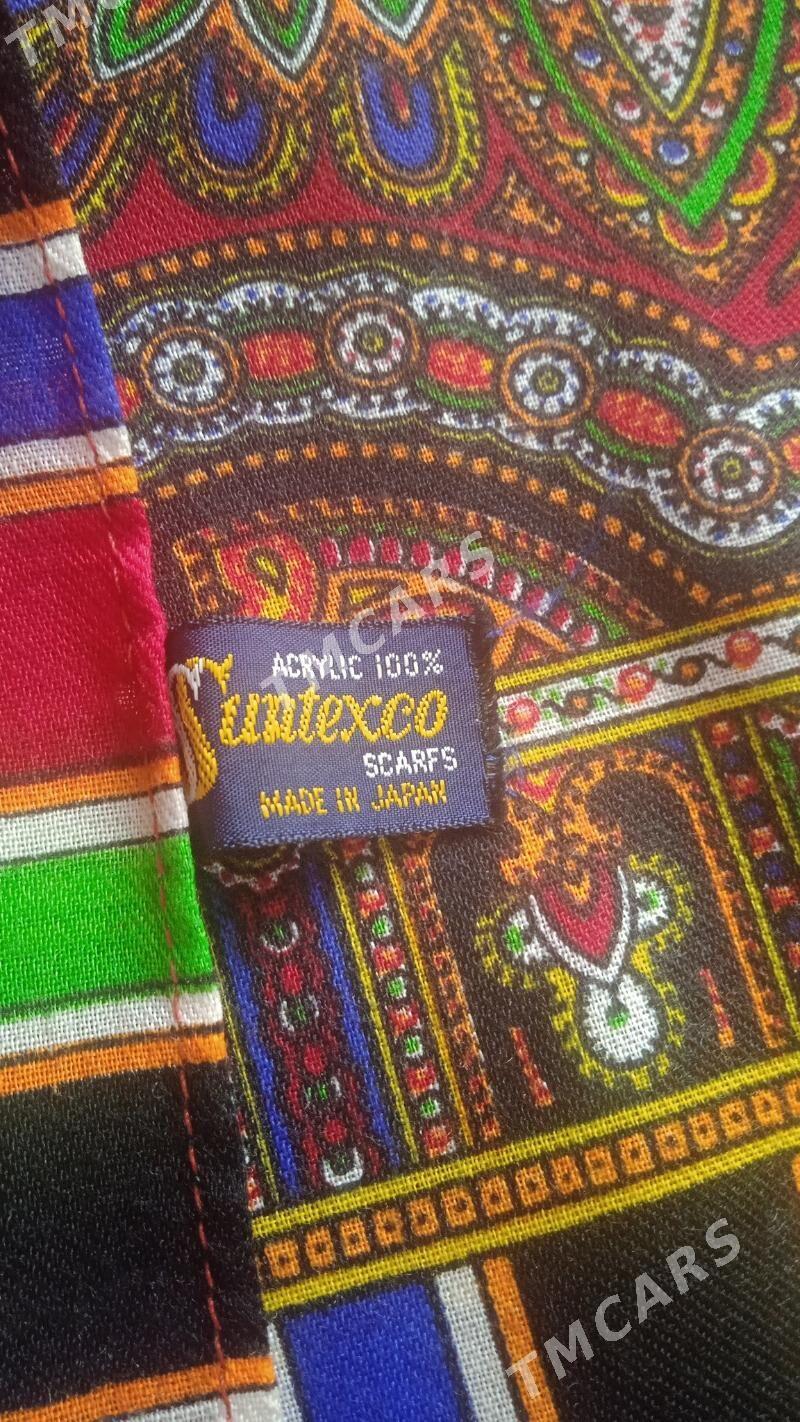 TMCARS
ACRYLIC 100%
Suntexco
SCARFS
MADE IN JAPAN
TMCARS
TMCARS